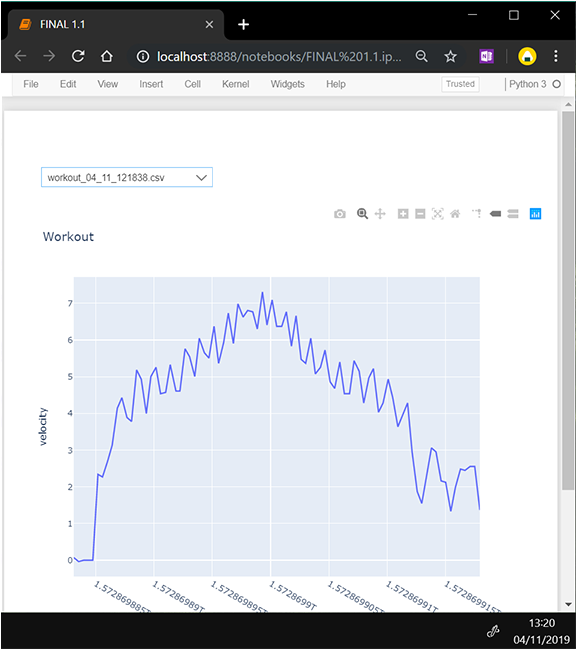 FINAL 1.1
localhost:8888/notebooks/FINAL%201.1.ip...
File Edit View Insert Cell Kernel Widgets Help Trusted Python 3
workout_04_11_121838.csv
Workout
7
6
5
4
3
2
1
0
velocity
1.572869885T 1.57286989T 1.572869895T 1.5728699T 1.572869905T 1.57286991T 1.572869915T
13:20
04/11/2019